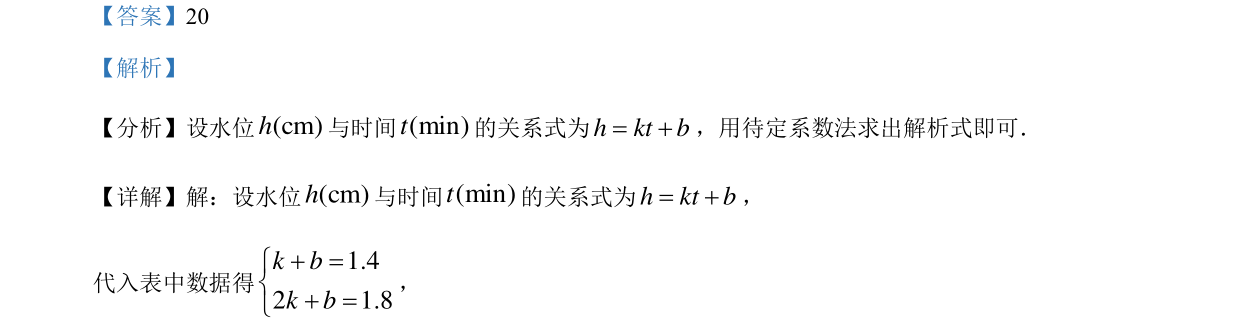 【答案】20
【解析】
【分析】设水位h(cm)与时间t(min)的关系式为h = kt + b，用待定系数法求出解析式即可．
【详解】解：设水位h(cm)与时间t(min)的关系式为h = kt + b，
代入表中数据得{k + b = 1.4
2k + b = 1.8，